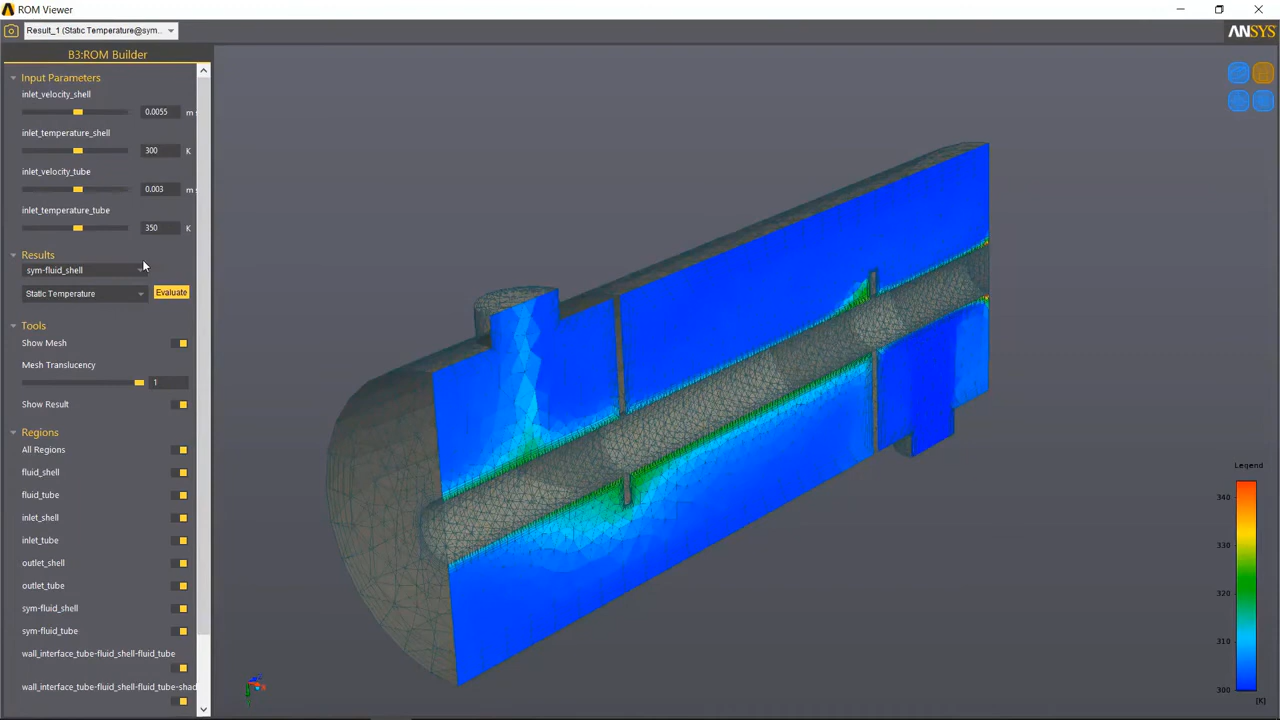 ROM Viewer
Result_1 (Static Temperature@sym...
ANSYS
B3:ROM Builder
Input Parameters
inlet_velocity_shell
0.0055 m s
inlet_temperature_shell
300 K
inlet_velocity_tube
0.003 m s
inlet_temperature_tube
350 K
Results
sym-fluid_shell
Static Temperature Evaluate
Tools
Show Mesh
Mesh Translucency
1
Show Result
Regions
All Regions
fluid_shell
fluid_tube
inlet_shell
inlet_tube
outlet_shell
outlet_tube
sym-fluid_shell
sym-fluid_tube
wall_interface_tube-fluid_shell-fluid_tube
wall_interface_tube-fluid_shell-fluid_tube-shad
Legend
340
330
320
310
300
[K]